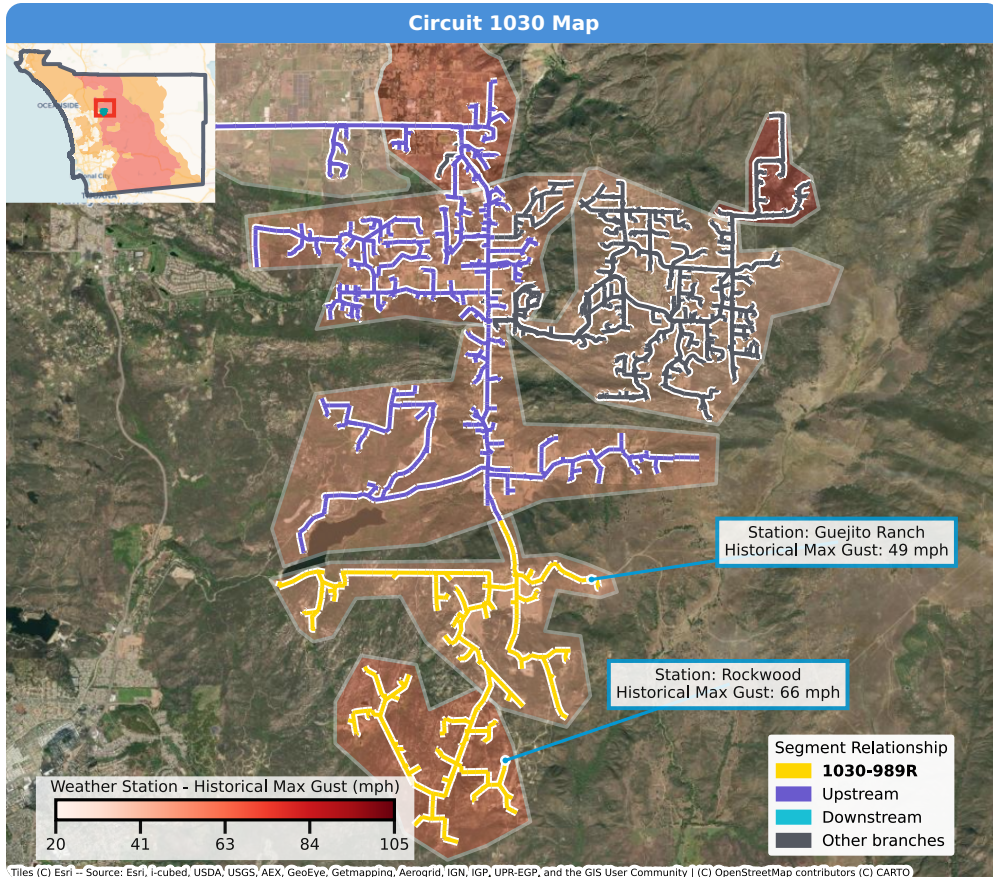 Circuit 1030 Map
OCEANSIDE
nal City
TIJUANA
Station: Guejito Ranch
Historical Max Gust: 49 mph
Station: Rockwood
Historical Max Gust: 66 mph
Segment Relationship
1030-989R
Upstream
Downstream
Other branches
Weather Station - Historical Max Gust (mph)
20 41 63 84 105
Tiles (C) Esri -- Source: Esri, i-cubed, USDA, USGS, AEX, GeoEye, Getmapping, Aerogrid, IGN, IGP, UPR-EGP, and the GIS User Community | (C) OpenStreetMap contributors (C) CARTO